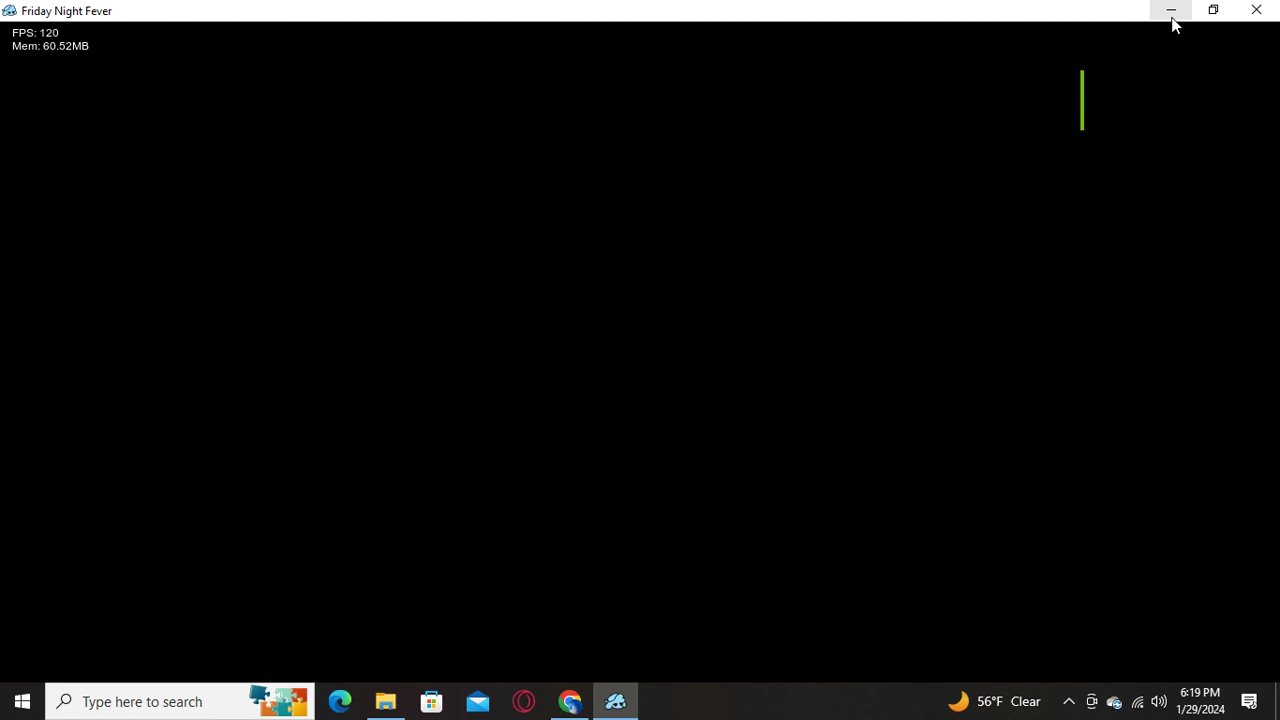 Friday Night Fever
FPS: 120
Mem: 60.52MB
Type here to search
56°F Clear
6:19 PM
1/29/2024